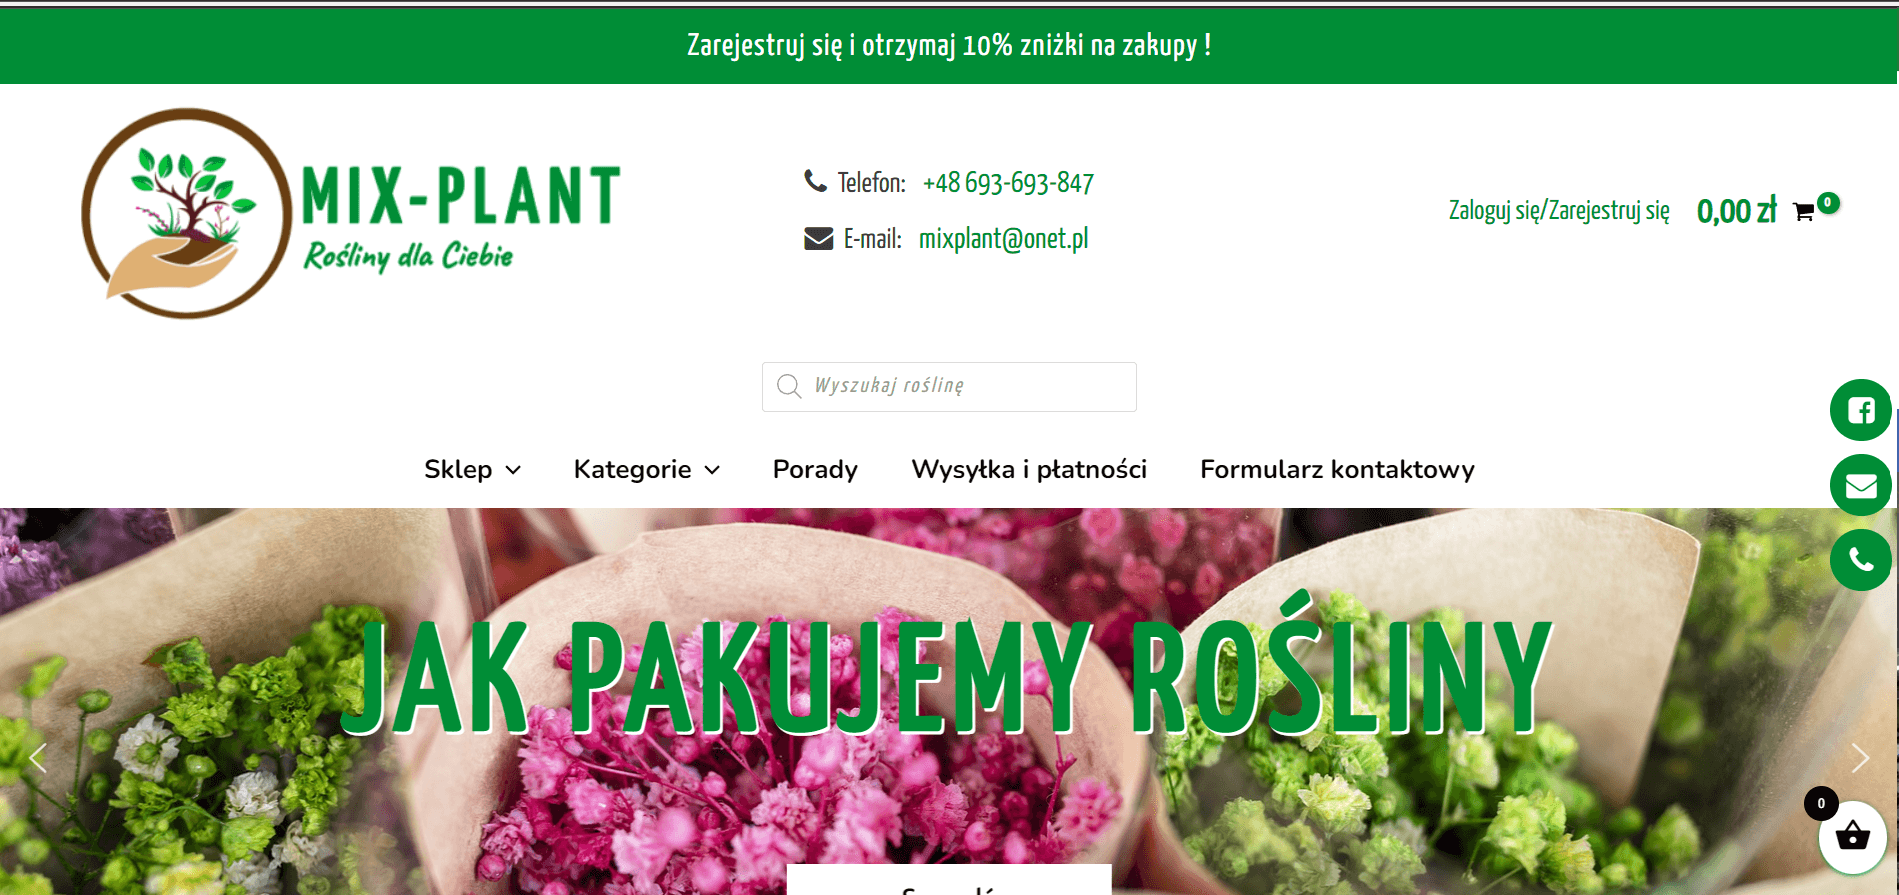 Zarejestruj się i otrzymaj 10% zniżki na zakupy !
MIX-PLANT
Rośliny dla Ciebie
Telefon: +48 693-693-847
E-mail: mixplant@onet.pl
Zaloguj się/Zarejestruj się 0,00 zł 0
Wyszukaj roślinę
Sklep Kategorie Porady Wysyłka i płatności Formularz kontaktowy
JAK PAKUJEMY ROŚLINY
0